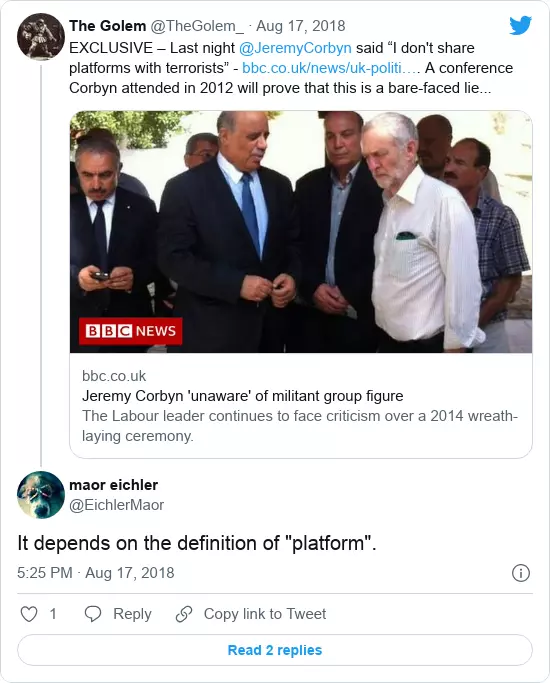 The Golem @TheGolem_ · Aug 17, 2018
EXCLUSIVE – Last night @JeremyCorbyn said “I don't share
platforms with terrorists” - bbc.co.uk/news/uk-politi…. A conference
Corbyn attended in 2012 will prove that this is a bare-faced lie...
BBC NEWS
bbc.co.uk
Jeremy Corbyn 'unaware' of militant group figure
The Labour leader continues to face criticism over a 2014 wreath-
laying ceremony.
maor eichler
@EichlerMaor
It depends on the definition of "platform".
5:25 PM · Aug 17, 2018
1 Reply Copy link to Tweet
Read 2 replies